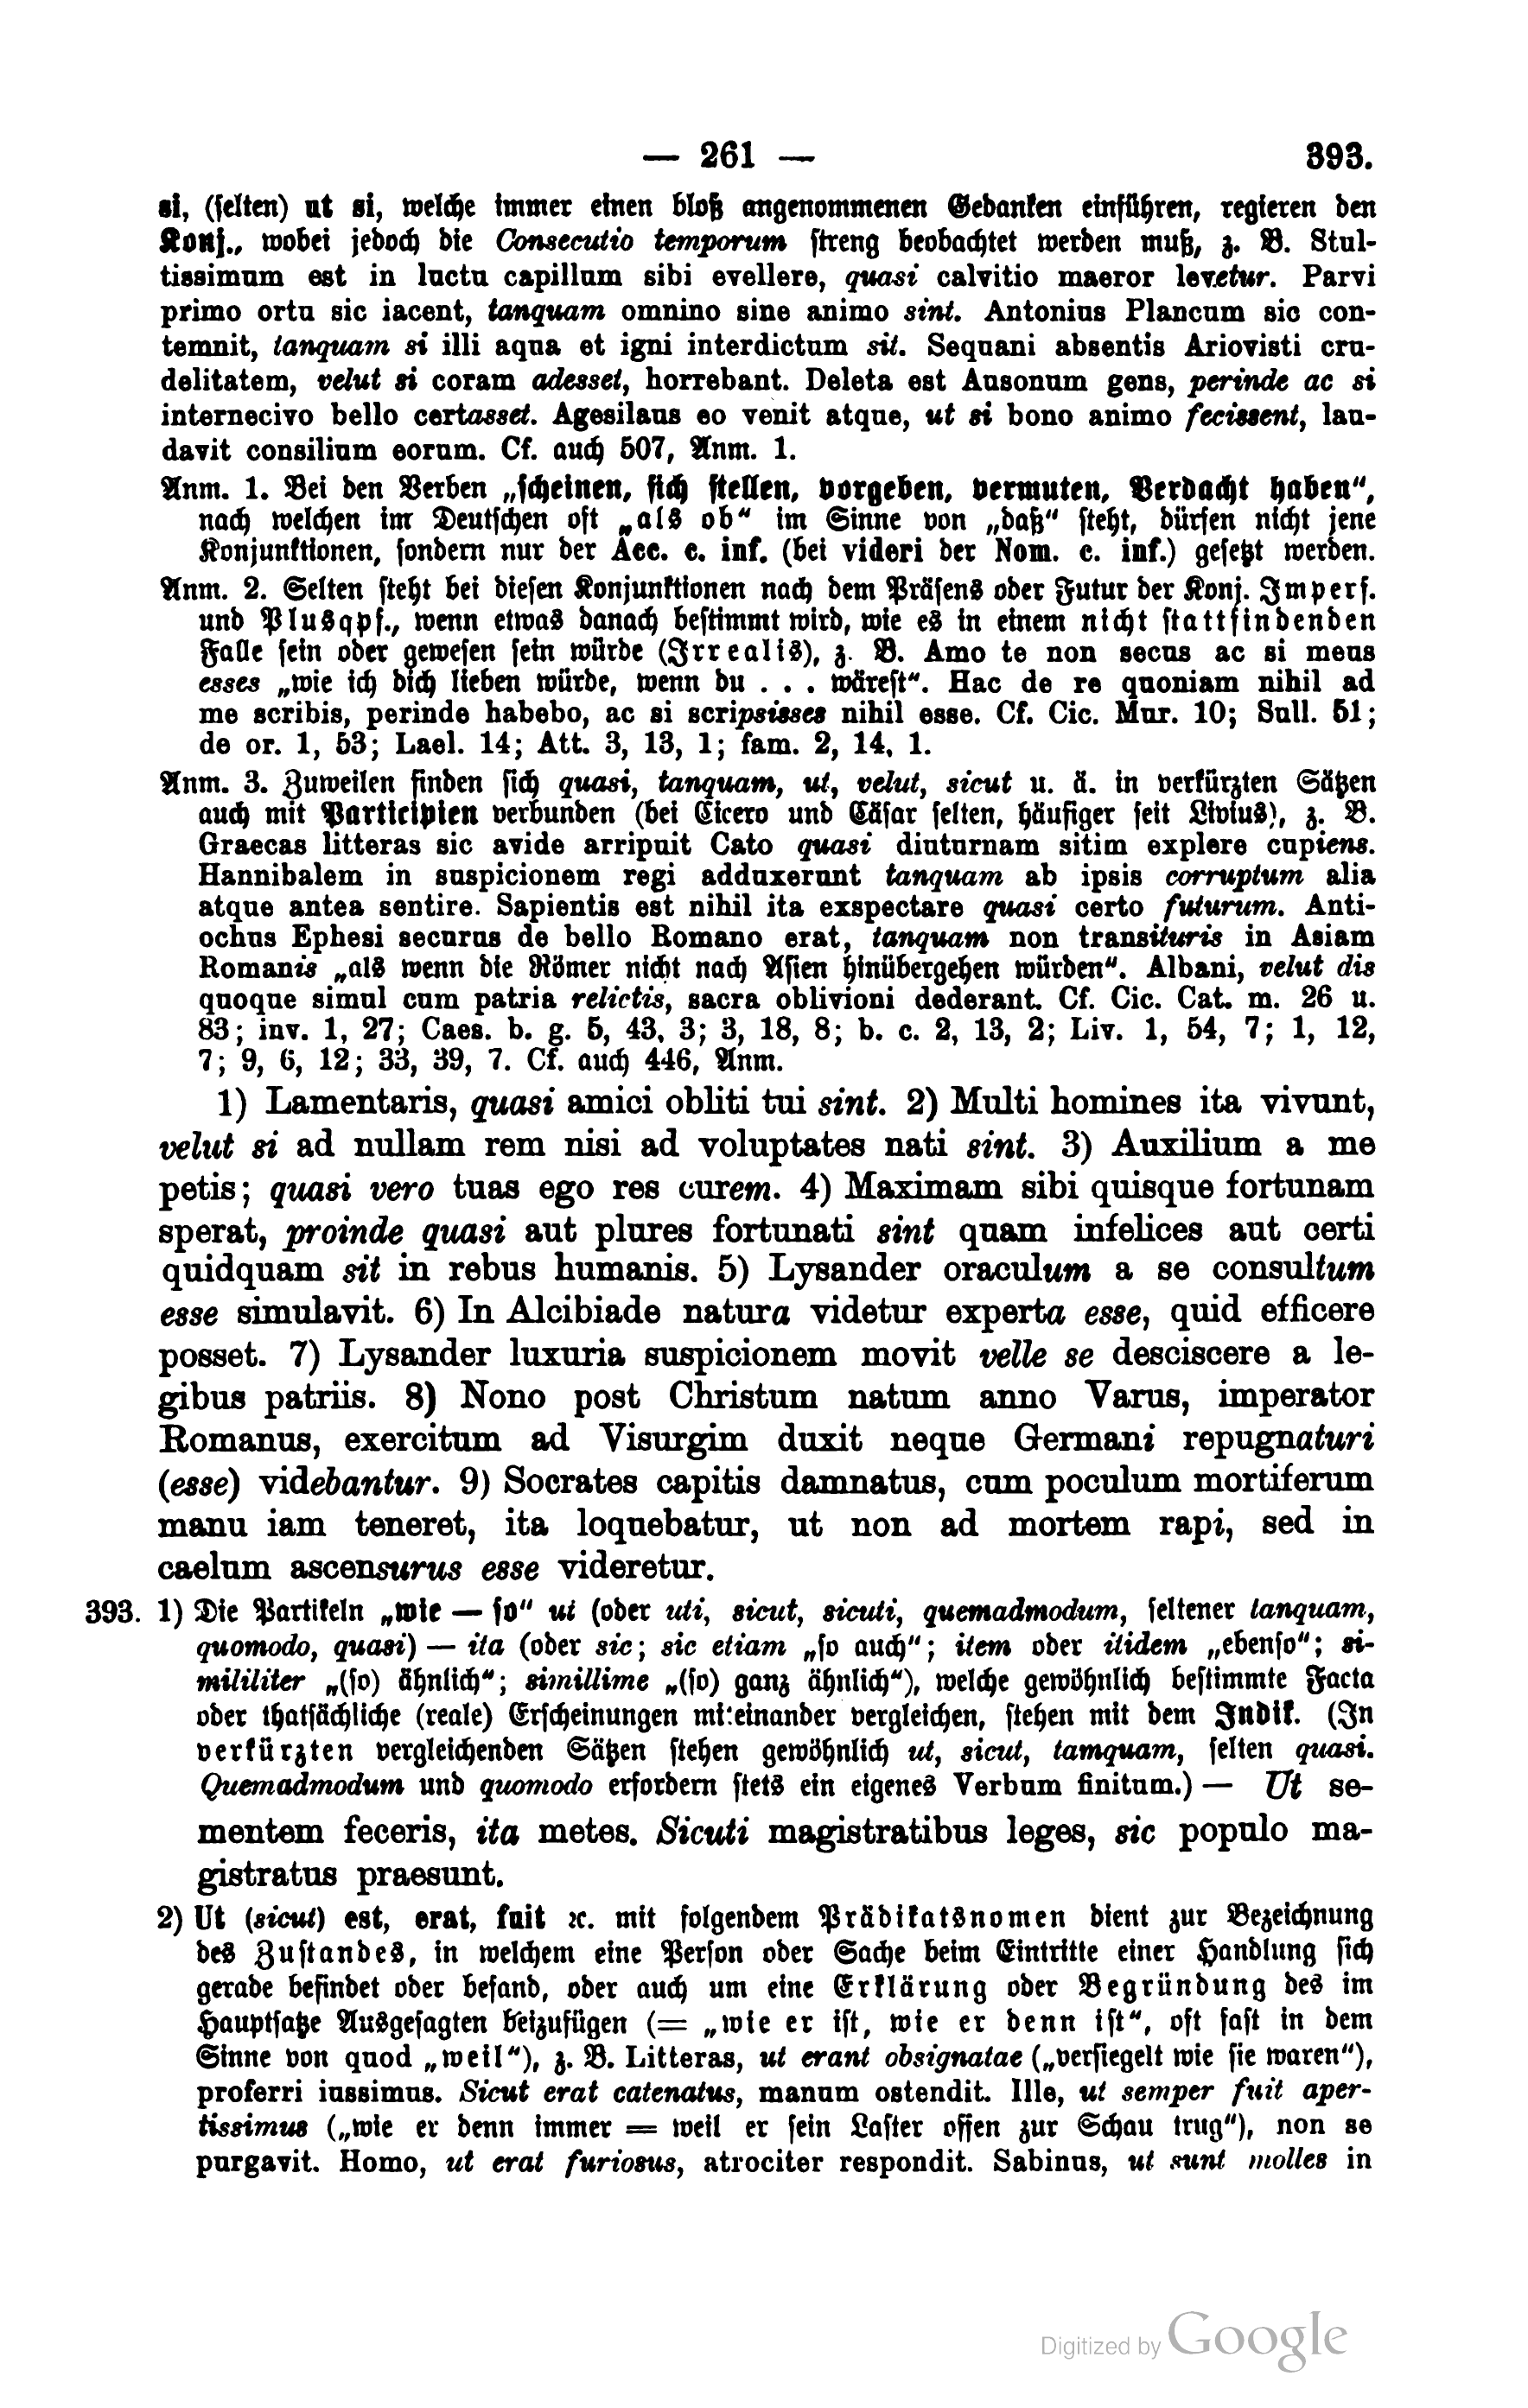 — 261 — 393.
si, (selten) ut si, welche immer einen bloß angenommenen Gedanken einführen, regieren den
Konj., wobei jedoch die Consecutio temporum streng beobachtet werden muß, z. B. Stul-
tissimum est in luctu capillum sibi evellere, quasi calvitio maeror levetur. Parvi
primo ortu sic iacent, tanquam omnino sine animo sint. Antonius Plancum sic con-
temnit, tanquam si illi aqua et igni interdictum sit. Sequani absentis Ariovisti cru-
delitatem, velut si coram adesset, horrebant. Deleta est Ausonum gens, perinde ac si
internecivo bello certasset. Agesilaus eo venit atque, ut si bono animo fecissent, lau-
davit consilium eorum. Cf. auch 507, Anm. 1.
Anm. 1. Bei den Verben „scheinen, sich stellen, vorgeben, vermuten, Verdacht haben“,
nach welchen im Deutschen oft „als ob“ im Sinne von „daß“ steht, dürfen nicht jene
Konjunktionen, sondern nur der Acc. c. inf. (bei videri der Nom. c. inf.) gesetzt werden.
Anm. 2. Selten steht bei diesen Konjunktionen nach dem Präsens oder Futur der Konj. Imperf.
und Plusqpf., wenn etwas danach bestimmt wird, wie es in einem nicht stattfindenden
Falle sein oder gewesen sein würde (Irrealis), z. B. Amo te non secus ac si meus
esses „wie ich dich lieben würde, wenn du . . . wärest“. Hac de re quoniam nihil ad
me scribis, perinde habebo, ac si scripsisses nihil esse. Cf. Cic. Mur. 10; Sull. 51;
de or. 1, 53; Lael. 14; Att. 3, 13, 1; fam. 2, 14, 1.
Anm. 3. Zuweilen finden sich quasi, tanquam, ut, velut, sicut u. ä. in verkürzten Sätzen
auch mit Participien verbunden (bei Cicero und Cäsar selten, häufiger seit Livius), z. B.
Graecas litteras sic avide arripuit Cato quasi diuturnam sitim explere cupiens.
Hannibalem in suspicionem regi adduxerunt tanquam ab ipsis corruptum alia
atque antea sentire. Sapientis est nihil ita exspectare quasi certo futurum. Anti-
ochus Ephesi securus de bello Romano erat, tanquam non transituris in Asiam
Romanis „als wenn die Römer nicht nach Asien hinübergehen würden“. Albani, velut dis
quoque simul cum patria relictis, sacra oblivioni dederant. Cf. Cic. Cat. m. 26 u.
83; inv. 1, 27; Caes. b. g. 5, 43, 3; 3, 18, 8; b. c. 2, 13, 2; Liv. 1, 54, 7; 1, 12,
7; 9, 6, 12; 33, 39, 7. Cf. auch 446, Anm.
1) Lamentaris, quasi amici obliti tui sint. 2) Multi homines ita vivunt,
velut si ad nullam rem nisi ad voluptates nati sint. 3) Auxilium a me
petis; quasi vero tuas ego res curem. 4) Maximam sibi quisque fortunam
sperat, proinde quasi aut plures fortunati sint quam infelices aut certi
quidquam sit in rebus humanis. 5) Lysander oraculum a se consultum
esse simulavit. 6) In Alcibiade natura videtur experta esse, quid efficere
posset. 7) Lysander luxuria suspicionem movit velle se desciscere a le-
gibus patriis. 8) Nono post Christum natum anno Varus, imperator
Romanus, exercitum ad Visurgim duxit neque Germani repugnaturi
(esse) videbantur. 9) Socrates capitis damnatus, cum poculum mortiferum
manu iam teneret, ita loquebatur, ut non ad mortem rapi, sed in
caelum ascensurus esse videretur.
393. 1) Die Partikeln „wie — so“ ut (oder uti, sicut, sicuti, quemadmodum, seltener tanquam,
quomodo, quasi) — ita (oder sic; sic etiam „so auch“; item oder itidem „ebenso“; si-
mililiter „(so) ähnlich“; simillime „(so) ganz ähnlich“), welche gewöhnlich bestimmte Facta
oder thatsächliche (reale) Erscheinungen miteinander vergleichen, stehen mit dem Indik. (In
verkürzten vergleichenden Sätzen stehen gewöhnlich ut, sicut, tamquam, selten quasi.
Quemadmodum und quomodo erfordern stets ein eigenes Verbum finitum.) — Ut se-
mentem feceris, ita metes. Sicuti magistratibus leges, sic populo ma-
gistratus praesunt.
2) Ut (sicut) est, erat, fuit ꝛc. mit folgendem Prädikatsnomen dient zur Bezeichnung
des Zustandes, in welchem eine Person oder Sache beim Eintritte einer Handlung sich
gerade befindet oder befand, oder auch um eine Erklärung oder Begründung des im
Hauptsatze Ausgesagten beizufügen (= „wie er ist, wie er denn ist“, oft fast in dem
Sinne von quod „weil“), z. B. Litteras, ut erant obsignatae („versiegelt wie sie waren“),
proferri iussimus. Sicut erat catenatus, manum ostendit. Ille, ut semper fuit aper-
tissimus („wie er denn immer = weil er sein Laster offen zur Schau trug“), non se
purgavit. Homo, ut erat furiosus, atrociter respondit. Sabinus, ut sunt molles in
Digitized by Google